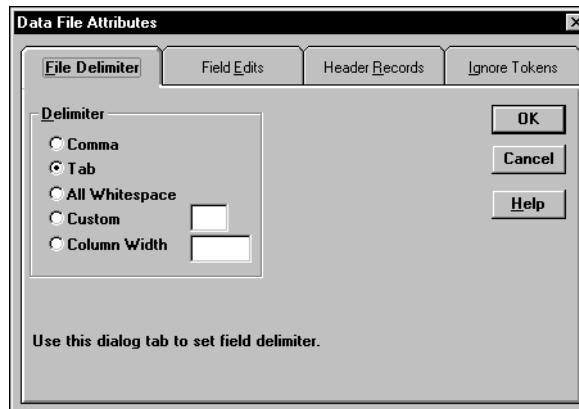 Data File Attributes
File Delimiter
Field Edits
Header Records
Ignore Tokens
Delimiter
Comma
Tab
All Whitespace
Custom
Column Width
OK
Cancel
Help
Use this dialog tab to set field delimiter.